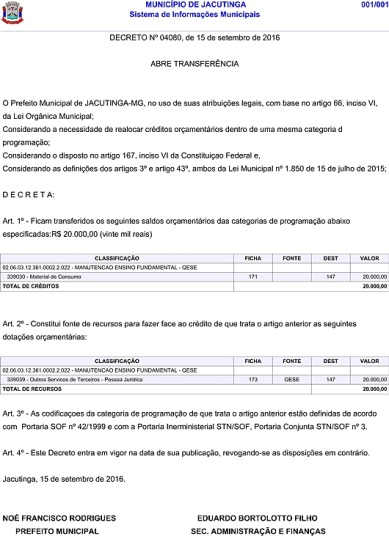 MUNICÍPIO DE JACUTINGA 001/001
Sistema de Informações Municipais
DECRETO Nº 04080, de 15 de setembro de 2016
ABRE TRANSFERÊNCIA
O Prefeito Municipal de JACUTINGA-MG, no uso de suas atribuições legais, com base no artigo 66, inciso VI,
da Lei Orgânica Municipal;
Considerando a necessidade de realocar créditos orçamentários dentro de uma mesma categoria d
programação;
Considerando o disposto no artigo 167, inciso VI da Constituiçao Federal e,
Considerando as definições dos artigos 3º e artigo 43º, ambos da Lei Municipal nº 1.850 de 15 de julho de 2015;
D E C R E T A:
Art. 1º - Ficam transferidos os seguintes saldos orçamentários das categorias de programação abaixo
especificadas:R$ 20.000,00 (vinte mil reais)
CLASSIFICAÇÃO FICHA FONTE DEST VALOR
02.06.03.12.361.0002.2.022 - MANUTENCAO ENSINO FUNDAMENTAL - QESE
339030 - Material de Consumo 171 147 20.000,00
TOTAL DE CRÉDITOS 20.000,00
Art. 2º - Constitui fonte de recursos para fazer face ao crédito de que trata o artigo anterior as seguintes
dotações orçamentárias:
CLASSIFICAÇÃO FICHA FONTE DEST VALOR
02.06.03.12.361.0002.2.022 - MANUTENCAO ENSINO FUNDAMENTAL - QESE
339039 - Outros Servicos de Terceiros - Pessoa Juridica 173 QESE 147 20.000,00
TOTAL DE RECURSOS 20.000,00
Art. 3º - As codificaçoes da categoria de programação de que trata o artigo anterior estão definidas de acordo
com Portaria SOF nº 42/1999 e com a Portaria Inerministerial STN/SOF, Portaria Conjunta STN/SOF nº 3.
Art. 4º - Este Decreto entra em vigor na data de sua publicação, revogando-se as disposições em contrário.
Jacutinga, 15 de setembro de 2016.
NOÉ FRANCISCO RODRIGUES EDUARDO BORTOLOTTO FILHO
PREFEITO MUNICIPAL SEC. ADMINISTRAÇÃO E FINANÇAS